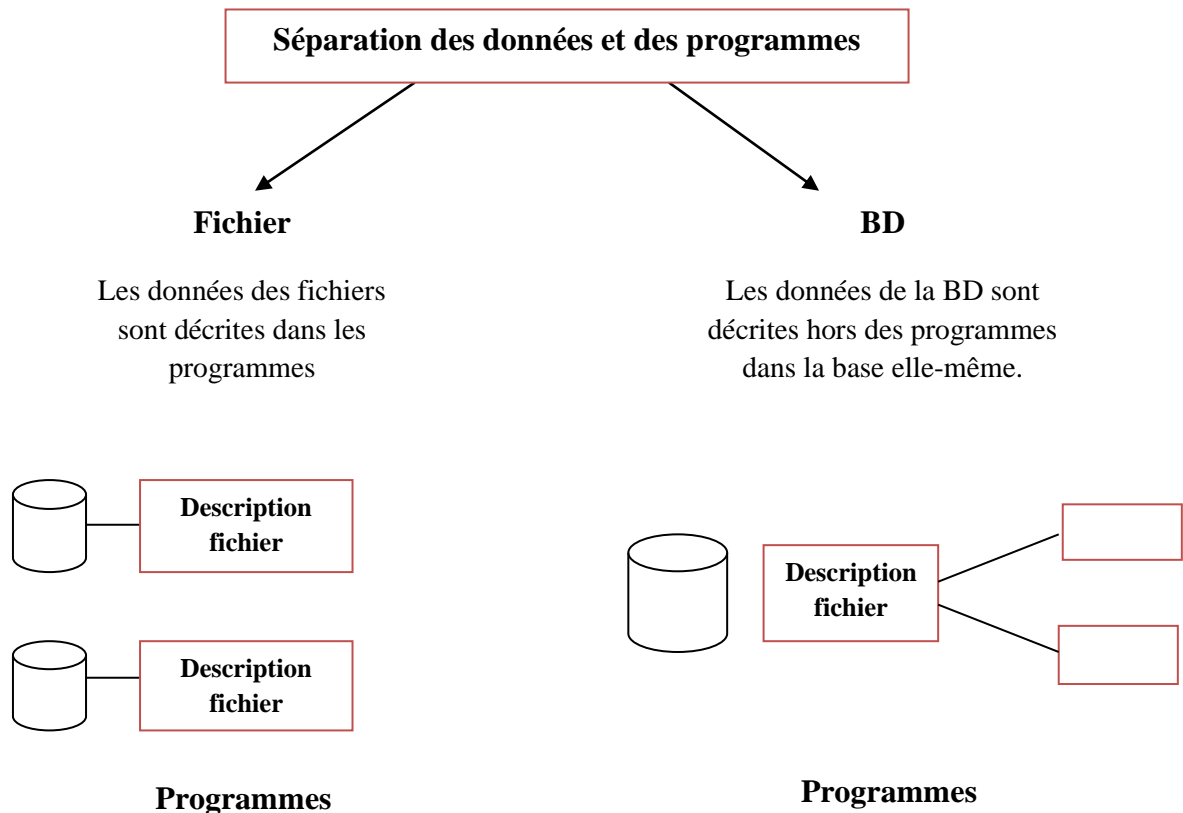 Séparation des données et des programmes
Fichier
Les données des fichiers
sont décrites dans les
programmes
Description
fichier
Description
fichier
Programmes
BD
Les données de la BD sont
décrites hors des programmes
dans la base elle-même.
Description
fichier
Programmes